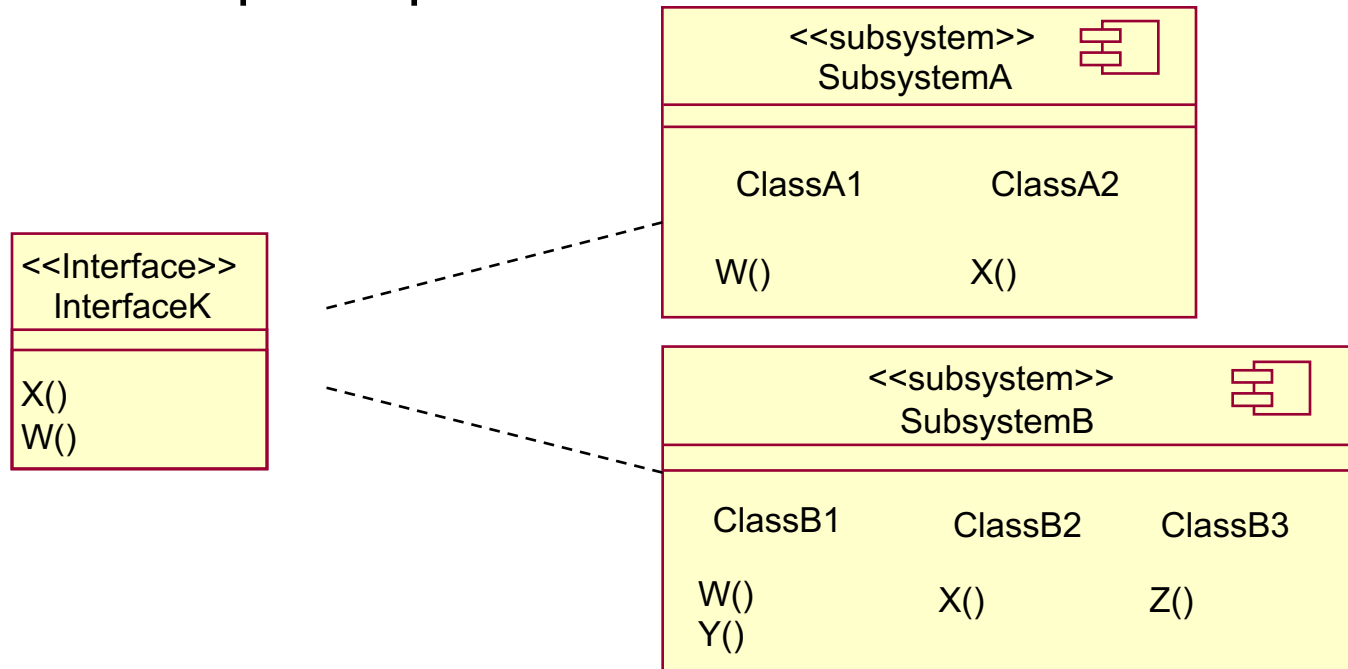 <<subsystem>>
SubsystemA
ClassA1 ClassA2
W() X()
<<Interface>>
InterfaceK
X()
W()
<<subsystem>>
SubsystemB
ClassB1 ClassB2 ClassB3
W() X() Z()
Y()